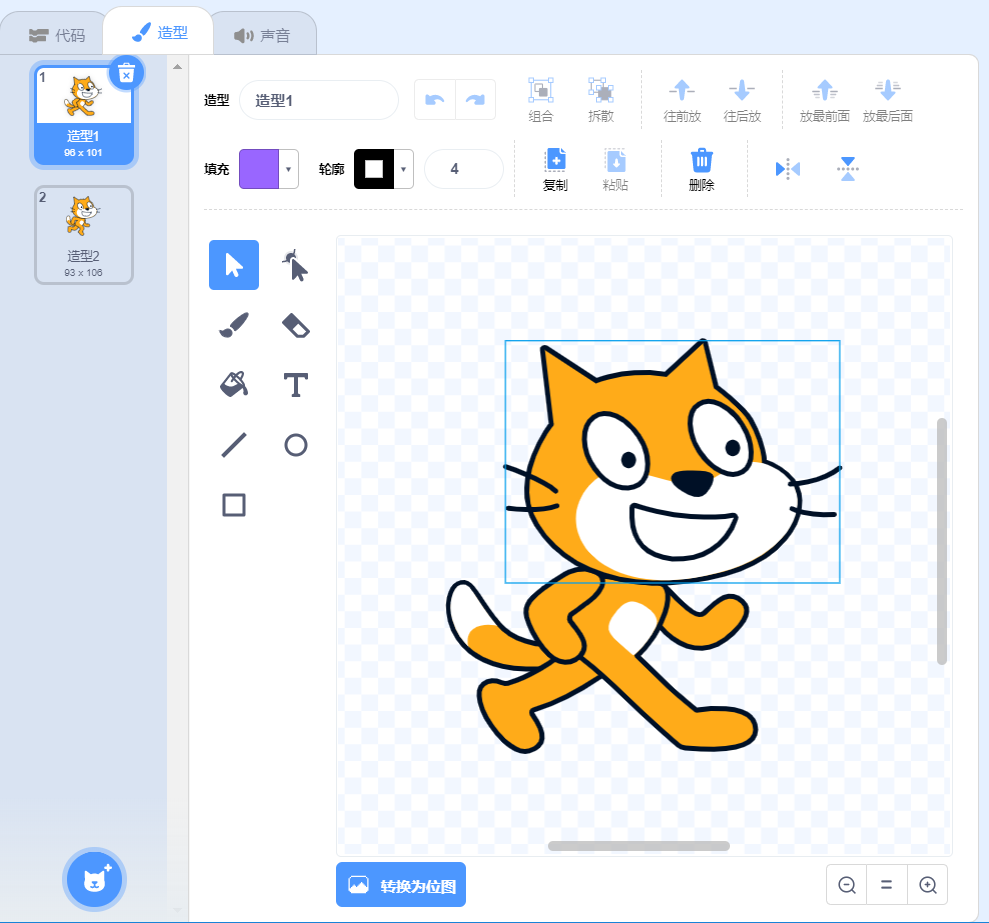 代码
造型
声音
1
造型1
96 x 101
2
造型2
93 x 106
造型
造型1
组合
拆散
往前放
往后放
放最前面
放最后面
填充
轮廓
4
复制
粘贴
删除
转换为位图